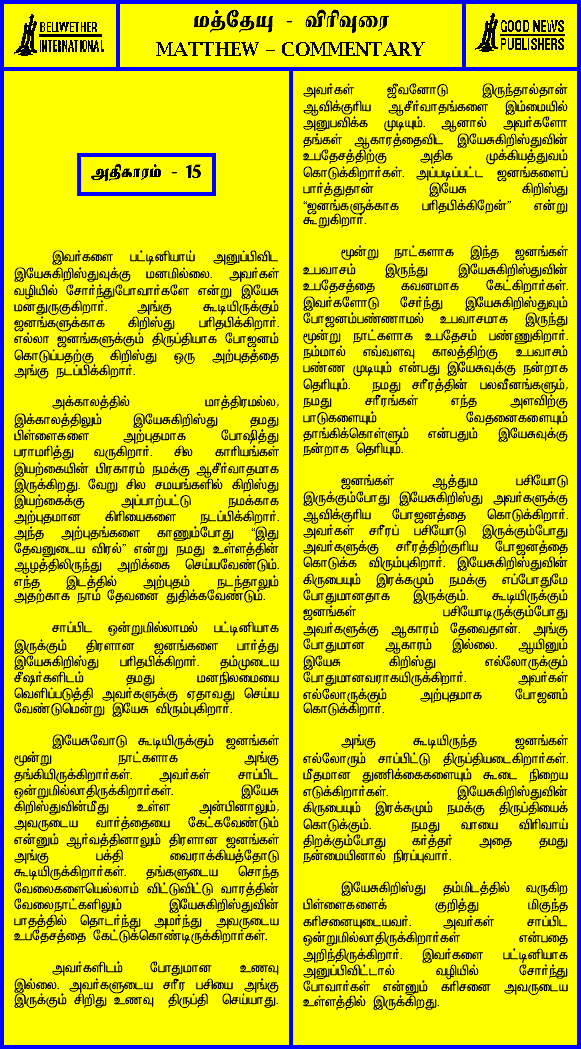 BELIWETHER
INTERNATIONAL
மத்தேயு - விரிவுரை
MATTHEW – COMMENTARY
GOOD NEWS
PUBLISHERS
அதிகாரம் - 15
இவர்களை பட்டினியாய் அனுப்பிவிட
இயேசுகிறிஸ்துவுக்கு மனமில்லை. அவர்கள்
வழியில் சோர்ந்துபோவார்களே என்று இயேசு
மனதுருகுகிறார். அங்கு கூடியிருக்கும்
ஜனங்களுக்காக கிறிஸ்து பரிதபிக்கிறார்.
எல்லா ஜனங்களுக்கும் திருப்தியாக போஜனம்
கொடுப்பதற்கு கிறிஸ்து ஒரு அற்புதத்தை
அங்கு நடப்பிக்கிறார்.
அக்காலத்தில் மாத்திரமல்ல,
இக்காலத்திலும் இயேசுகிறிஸ்து தமது
பிள்ளைகளை அற்புதமாக போஷித்து
பராமரித்து வருகிறார். சில காரியங்கள்
இயற்கையின் பிரகாரம் நமக்கு ஆசீர்வாதமாக
இருக்கிறது. வேறு சில சமயங்களில் கிறிஸ்து
இயற்கைக்கு அப்பாற்பட்டு நமக்காக
அற்புதமான கிரியைகளை நடப்பிக்கிறார்.
அந்த அற்புதங்களை காணும்போது “இது
தேவனுடைய விரல்” என்று நமது உள்ளத்தின்
ஆழத்திலிருந்து அறிக்கை செய்யவேண்டும்.
எந்த இடத்தில் அற்புதம் நடந்தாலும்
அதற்காக நாம் தேவனை துதிக்கவேண்டும்.
சாப்பிட ஒன்றுமில்லாமல் பட்டினியாக
இருக்கும் திரளான ஜனங்களை பார்த்து
இயேசுகிறிஸ்து பரிதபிக்கிறார். தம்முடைய
சீஷர்களிடம் தமது மனநிலமையை
வெளிப்படுத்தி அவர்களுக்கு ஏதாவது செய்ய
வேண்டுமென்று இயேசு விரும்புகிறார்.
இயேசுவோடு கூடியிருக்கும் ஜனங்கள்
மூன்று நாட்களாக அங்கு
தங்கியிருக்கிறார்கள். அவர்கள் சாப்பிட
ஒன்றுமில்லாதிருக்கிறார்கள். இயேசு
கிறிஸ்துவின்மீது உள்ள அன்பினாலும்,
அவருடைய வார்த்தையை கேட்கவேண்டும்
என்னும் ஆர்வத்தினாலும் திரளான ஜனங்கள்
அங்கு பக்தி வைராக்கியத்தோடு
கூடியிருக்கிறார்கள். தங்களுடைய சொந்த
வேலைகளையெல்லாம் விட்டுவிட்டு வாரத்தின்
வேலைநாட்களிலும் இயேசுகிறிஸ்துவின்
பாதத்தில் தொடர்ந்து அமர்ந்து அவருடைய
உபதேசத்தை கேட்டுக்கொண்டிருக்கிறார்கள்.
அவர்களிடம் போதுமான உணவு
இல்லை. அவர்களுடைய சரீர பசியை அங்கு
இருக்கும் சிறிது உணவு திருப்தி செய்யாது.
அவர்கள் ஜீவனோடு இருந்தால்தான்
ஆவிக்குரிய ஆசீர்வாதங்களை இம்மையில்
அனுபவிக்க முடியும். ஆனால் அவர்களோ
தங்கள் ஆகாரத்தைவிட இயேசுகிறிஸ்துவின்
உபதேசத்திற்கு அதிக முக்கியத்துவம்
கொடுக்கிறார்கள். அப்படிப்பட்ட ஜனங்களைப்
பார்த்துதான் இயேசு கிறிஸ்து
“ஜனங்களுக்காக பரிதபிக்கிறேன்” என்று
கூறுகிறார்.
மூன்று நாட்களாக இந்த ஜனங்கள்
உபவாசம் இருந்து இயேசுகிறிஸ்துவின்
உபதேசத்தை கவனமாக கேட்கிறார்கள்.
இவர்களோடு சேர்ந்து இயேசுகிறிஸ்துவும்
போஜனம்பண்ணாமல் உபவாசமாக இருந்து
மூன்று நாட்களாக உபதேசம் பண்ணுகிறார்.
நம்மால் எவ்வளவு காலத்திற்கு உபவாசம்
பண்ண முடியும் என்பது இயேசுவுக்கு நன்றாக
தெரியும். நமது சரீரத்தின் பலவீனங்களும்,
நமது சரீரங்கள் எந்த அளவிற்கு
பாடுகளையும் வேதனைகளையும்
தாங்கிக்கொள்ளும் என்பதும் இயேசுவுக்கு
நன்றாக தெரியும்.
ஜனங்கள் ஆத்தும பசியோடு
இருக்கும்போது இயேசுகிறிஸ்து அவர்களுக்கு
ஆவிக்குரிய போஜனத்தை கொடுக்கிறார்.
அவர்கள் சரீரப் பசியோடு இருக்கும்போது
அவர்களுக்கு சரீரத்திற்குரிய போஜனத்தை
கொடுக்க விரும்புகிறார். இயேசுகிறிஸ்துவின்
கிருபையும் இரக்கமும் நமக்கு எப்போதுமே
போதுமானதாக இருக்கும். கூடியிருக்கும்
ஜனங்கள் பசியோடிருக்கும்போது
அவர்களுக்கு ஆகாரம் தேவைதான். அங்கு
போதுமான ஆகாரம் இல்லை. ஆயினும்
இயேசு கிறிஸ்து எல்லோருக்கும்
போதுமானவராகயிருக்கிறார். அவர்கள்
எல்லோருக்கும் அற்புதமாக போஜனம்
கொடுக்கிறார்.
அங்கு கூடியிருந்த ஜனங்கள்
எல்லோரும் சாப்பிட்டு திருப்தியடைகிறார்கள்.
மீதமான துணிக்கைகளையும் கூடை நிறைய
எடுக்கிறார்கள். இயேசுகிறிஸ்துவின்
கிருபையும் இரக்கமும் நமக்கு திருப்தியைக்
கொடுக்கும். நமது வாயை விரிவாய்
திறக்கும்போது கர்த்தர் அதை தமது
நன்மையினால் நிரப்புவார்.
இயேசுகிறிஸ்து தம்மிடத்தில் வருகிற
பிள்ளைகளைக் குறித்து மிகுந்த
கரிசனையுடையவர். அவர்கள் சாப்பிட
ஒன்றுமில்லாதிருக்கிறார்கள் என்பதை
அறிந்திருக்கிறார். இவர்களை பட்டினியாக
அனுப்பிவிட்டால் வழியில் சோர்ந்து
போவார்கள் என்னும் கரிசனை அவருடைய
உள்ளத்தில் இருக்கிறது.